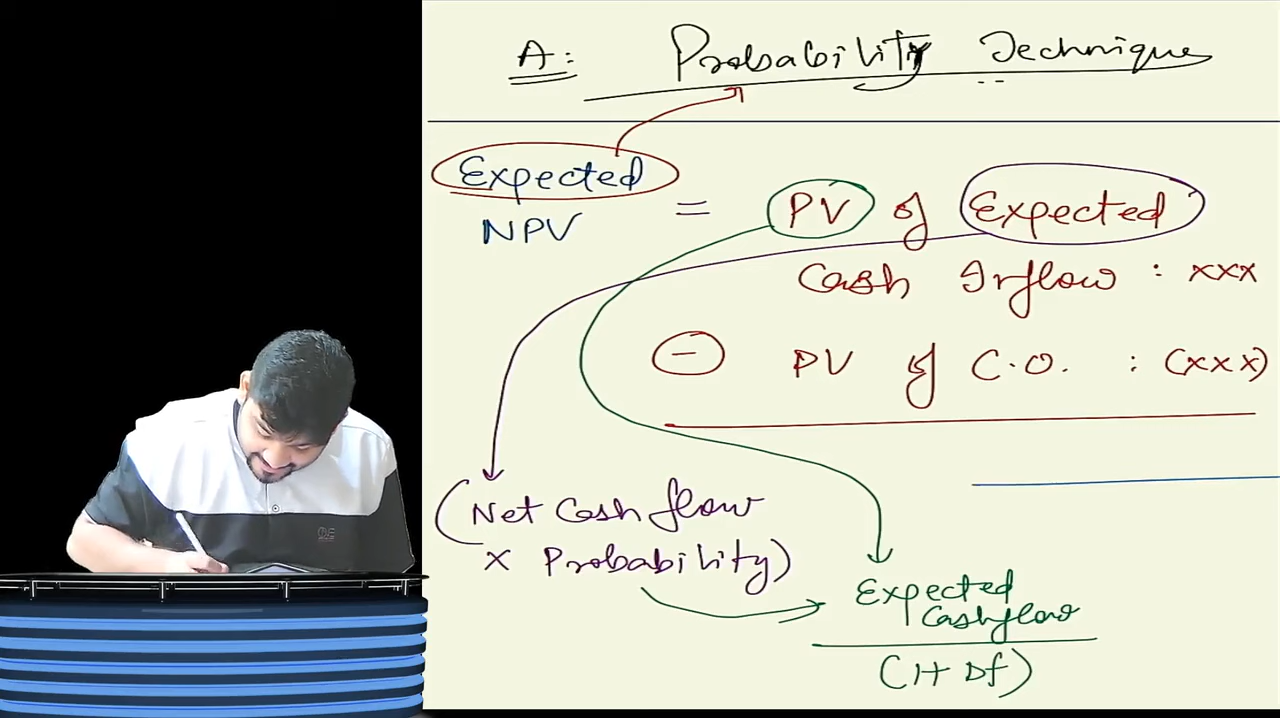 A: Probability Techniques
Expected
NPV
= PV of Expected
Cash Inflow : xxx
- PV of C.O. : (xxx)
(Net Cash flow
x Probability)
Expected
Cashflow
(1+ Df)